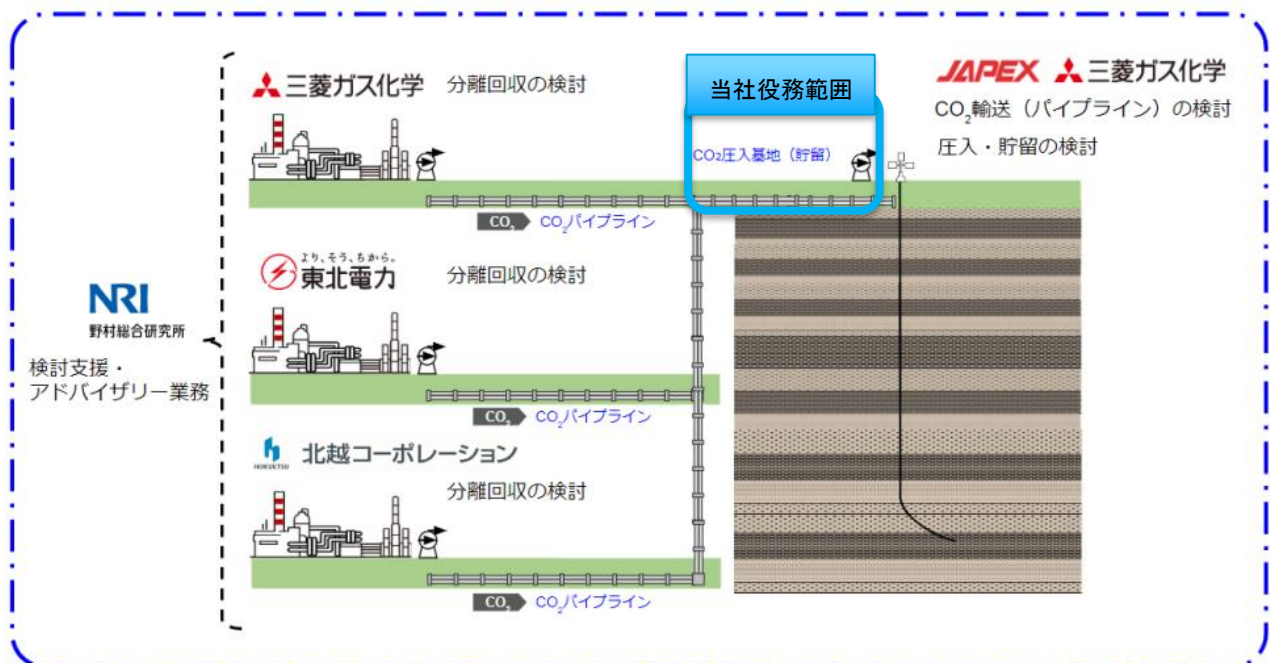 三菱ガス化学
分離回収の検討
当社役務範囲
JAPEX 三菱ガス化学
CO₂輸送（パイプライン）の検討
圧入・貯留の検討
CO₂圧入基地（貯留）
CO₂ CO₂パイプライン
より、そう、ちから。
東北電力
分離回収の検討
NRI
野村総合研究所
検討支援・
アドバイザリー業務
CO₂ CO₂パイプライン
HOKUETSU
北越コーポレーション
分離回収の検討
CO₂ CO₂パイプライン